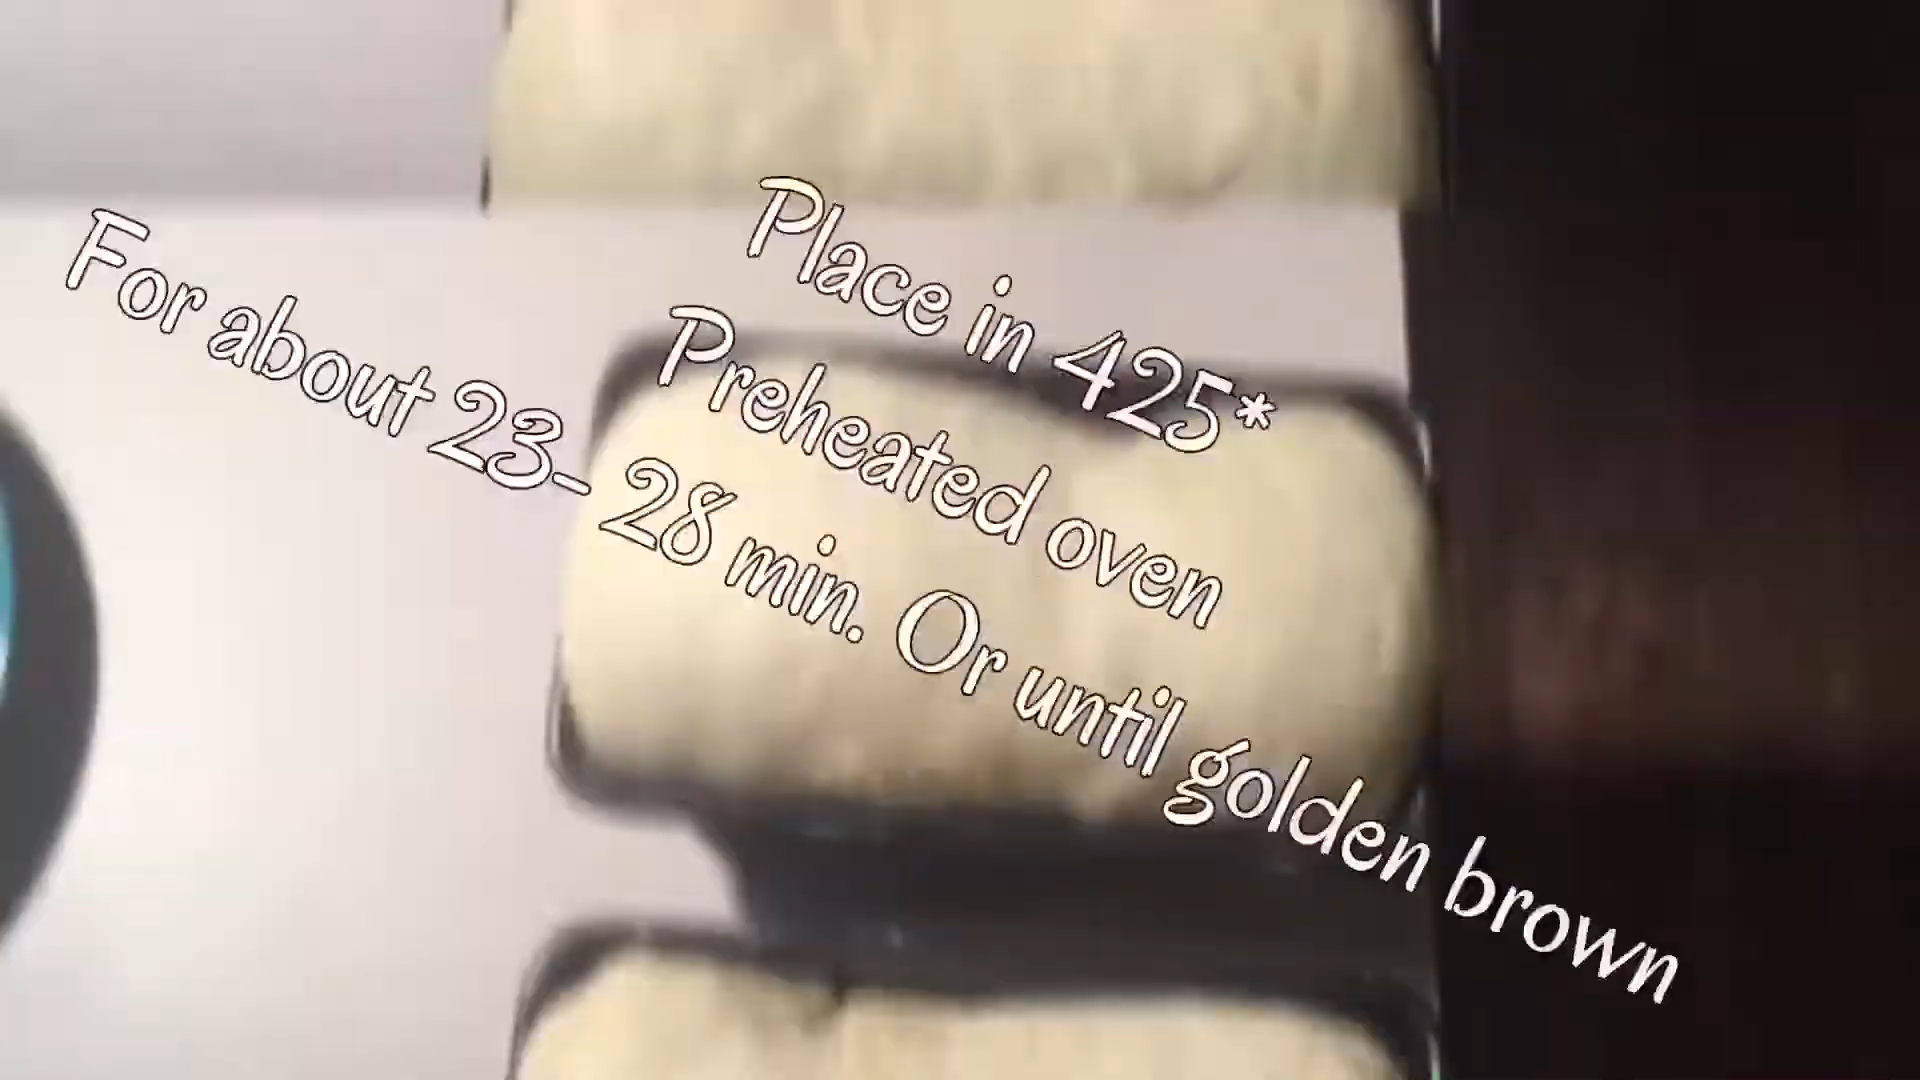 Place in 425*
Preheated oven
For about 23- 28 min. Or until golden brown